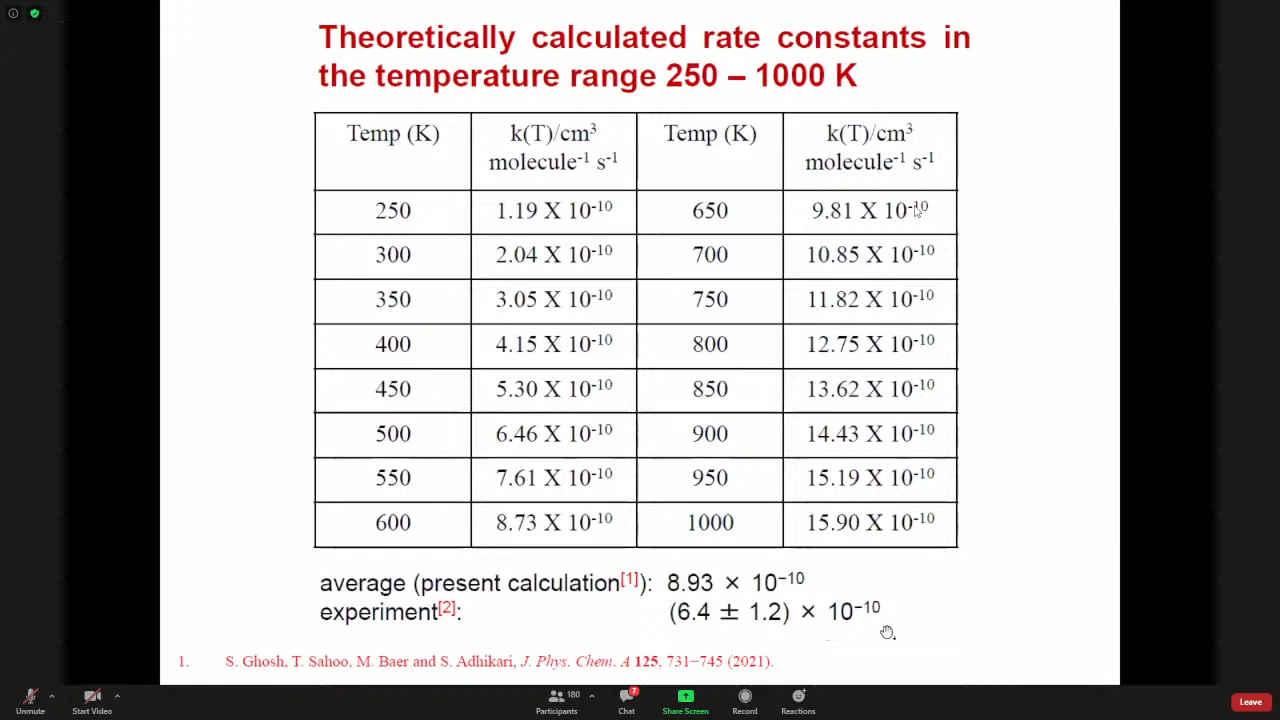 Theoretically calculated rate constants in
the temperature range 250 – 1000 K
Temp (K) k(T)/cm³ Temp (K) k(T)/cm³
molecule⁻¹ s⁻¹ molecule⁻¹ s⁻¹
250 1.19 X 10⁻¹⁰ 650 9.81 X 10⁻¹⁰
300 2.04 X 10⁻¹⁰ 700 10.85 X 10⁻¹⁰
350 3.05 X 10⁻¹⁰ 750 11.82 X 10⁻¹⁰
400 4.15 X 10⁻¹⁰ 800 12.75 X 10⁻¹⁰
450 5.30 X 10⁻¹⁰ 850 13.62 X 10⁻¹⁰
500 6.46 X 10⁻¹⁰ 900 14.43 X 10⁻¹⁰
550 7.61 X 10⁻¹⁰ 950 15.19 X 10⁻¹⁰
600 8.73 X 10⁻¹⁰ 1000 15.90 X 10⁻¹⁰
average (present calculation[1]): 8.93 × 10⁻¹⁰
experiment[2]: (6.4 ± 1.2) × 10⁻¹⁰
1. S. Ghosh, T. Sahoo, M. Baer and S. Adhikari, J. Phys. Chem. A 125, 731−745 (2021).
180 7
Unmute Start Video Participants Chat Share Screen Record Reactions Leave